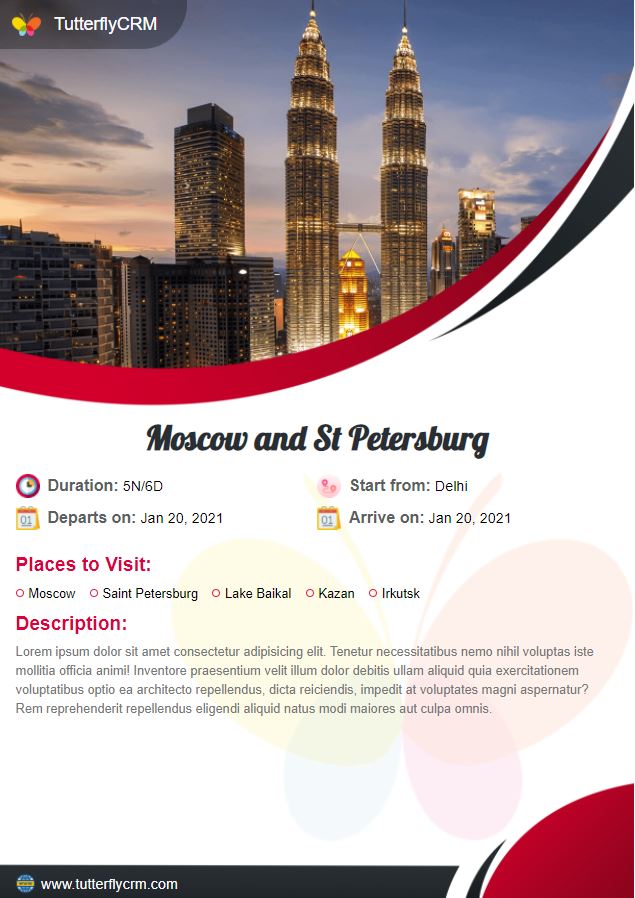 TutterflyCRM
Moscow and St Petersburg
Duration: 5N/6D
Start from: Delhi
Departs on: Jan 20, 2021
Arrive on: Jan 20, 2021
Places to Visit:
Moscow Saint Petersburg Lake Baikal Kazan Irkutsk
Description:
Lorem ipsum dolor sit amet consectetur adipisicing elit. Tenetur necessitatibus nemo nihil voluptas iste
mollitia officia animi! Inventore praesentium velit illum dolor debitis ullam aliquid quia exercitationem
voluptatibus optio ea architecto repellendus, dicta reiciendis, impedit at voluptates magni aspernatur?
Rem reprehenderit repellendus eligendi aliquid natus modi maiores aut culpa omnis.
www.tutterflycrm.com